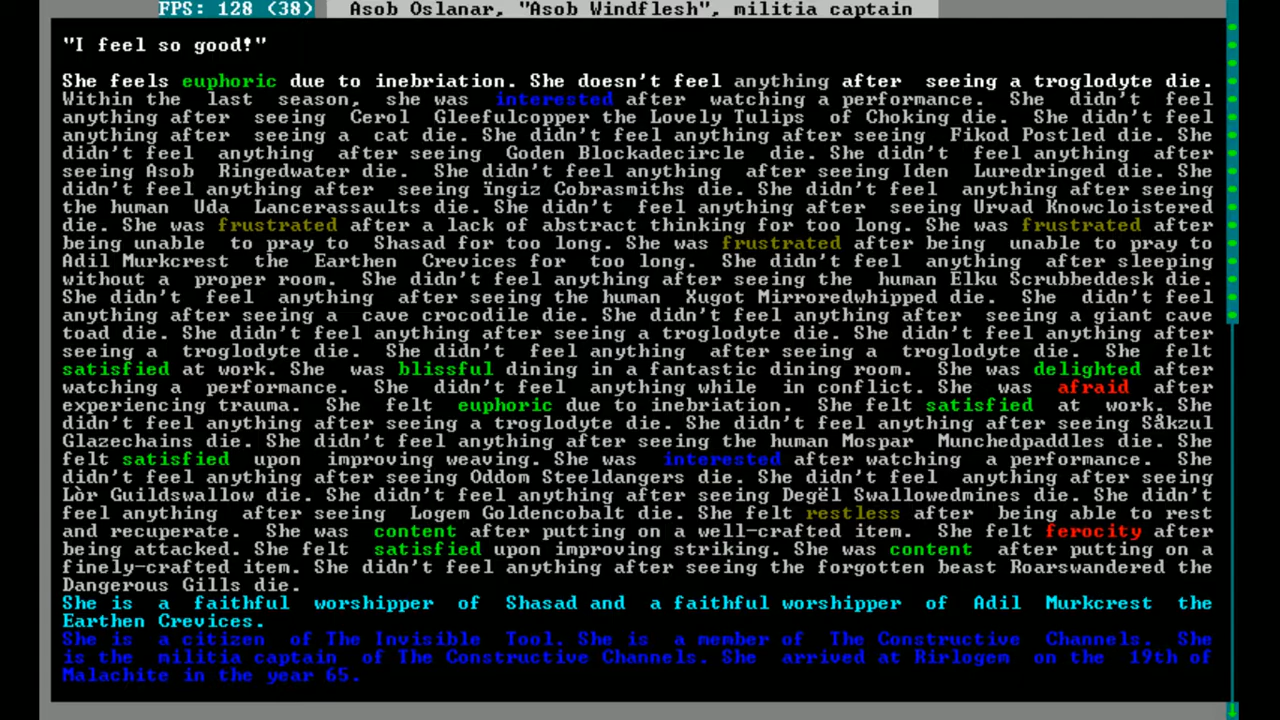 FPS: 128 (38) Asob Oslanar, "Asob Windflesh", militia captain
"I feel so good!"
She feels euphoric due to inebriation. She doesn't feel anything after seeing a troglodyte die.
Within the last season, she was interested after watching a performance. She didn't feel
anything after seeing Cerol Gleefulcopper the Lovely Tulips of Choking die. She didn't feel
anything after seeing a cat die. She didn't feel anything after seeing Fikod Postled die. She
didn't feel anything after seeing Goden Blockadecircle die. She didn't feel anything after
seeing Asob Ringedwater die. She didn't feel anything after seeing Iden Luredringed die. She
didn't feel anything after seeing ïngiz Cobrasmiths die. She didn't feel anything after seeing
the human Uda Lancerassaults die. She didn't feel anything after seeing Urvad Knowcloistered
die. She was frustrated after a lack of abstract thinking for too long. She was frustrated after
being unable to pray to Shasad for too long. She was frustrated after being unable to pray to
Adil Murkcrest the Earthen Crevices for too long. She didn't feel anything after sleeping
without a proper room. She didn't feel anything after seeing the human Elku Scrubbeddesk die.
She didn't feel anything after seeing the human Xugot Mirroredwhipped die. She didn't feel
anything after seeing a cave crocodile die. She didn't feel anything after seeing a giant cave
toad die. She didn't feel anything after seeing a troglodyte die. She didn't feel anything after
seeing a troglodyte die. She didn't feel anything after seeing a troglodyte die. She felt
satisfied at work. She was blissful dining in a fantastic dining room. She was delighted after
watching a performance. She didn't feel anything while in conflict. She was afraid after
experiencing trauma. She felt euphoric due to inebriation. She felt satisfied at work. She
didn't feel anything after seeing a troglodyte die. She didn't feel anything after seeing Såkzul
Glazechains die. She didn't feel anything after seeing the human Mospar Munchedpaddles die. She
felt satisfied upon improving weaving. She was interested after watching a performance. She
didn't feel anything after seeing Oddom Steeldangers die. She didn't feel anything after seeing
Lòr Guildswallow die. She didn't feel anything after seeing Degël Swallowedmines die. She didn't
feel anything after seeing Logem Goldencobalt die. She felt restless after being able to rest
and recuperate. She was content after putting on a well-crafted item. She felt ferocity after
being attacked. She felt satisfied upon improving striking. She was content after putting on a
finely-crafted item. She didn't feel anything after seeing the forgotten beast Roarswandered the
Dangerous Gills die.
She is a faithful worshipper of Shasad and a faithful worshipper of Adil Murkcrest the
Earthen Crevices.
She is a citizen of The Invisible Tool. She is a member of The Constructive Channels. She
is the militia captain of The Constructive Channels. She arrived at Rirlogem on the 19th of
Malachite in the year 65.